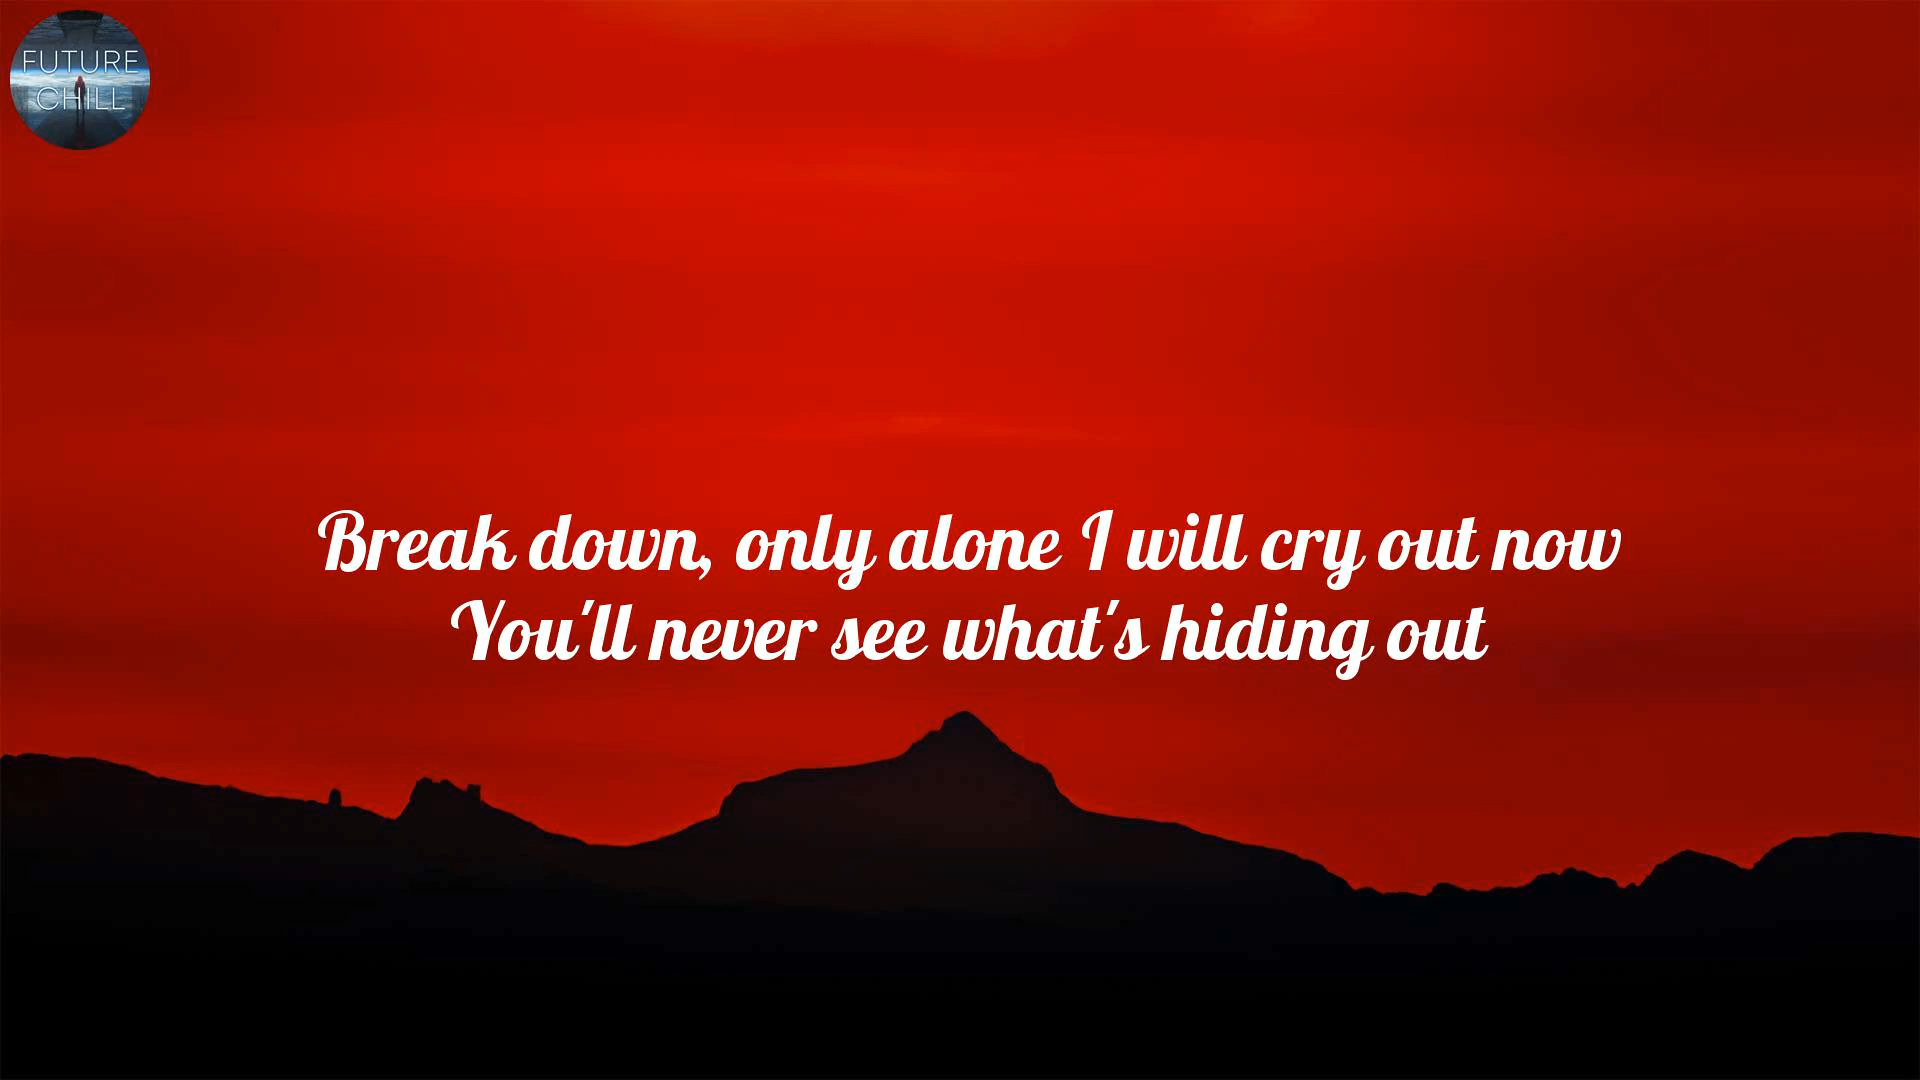 FUTURE
CHILL
Break down, only alone I will cry out now
You'll never see what's hiding out